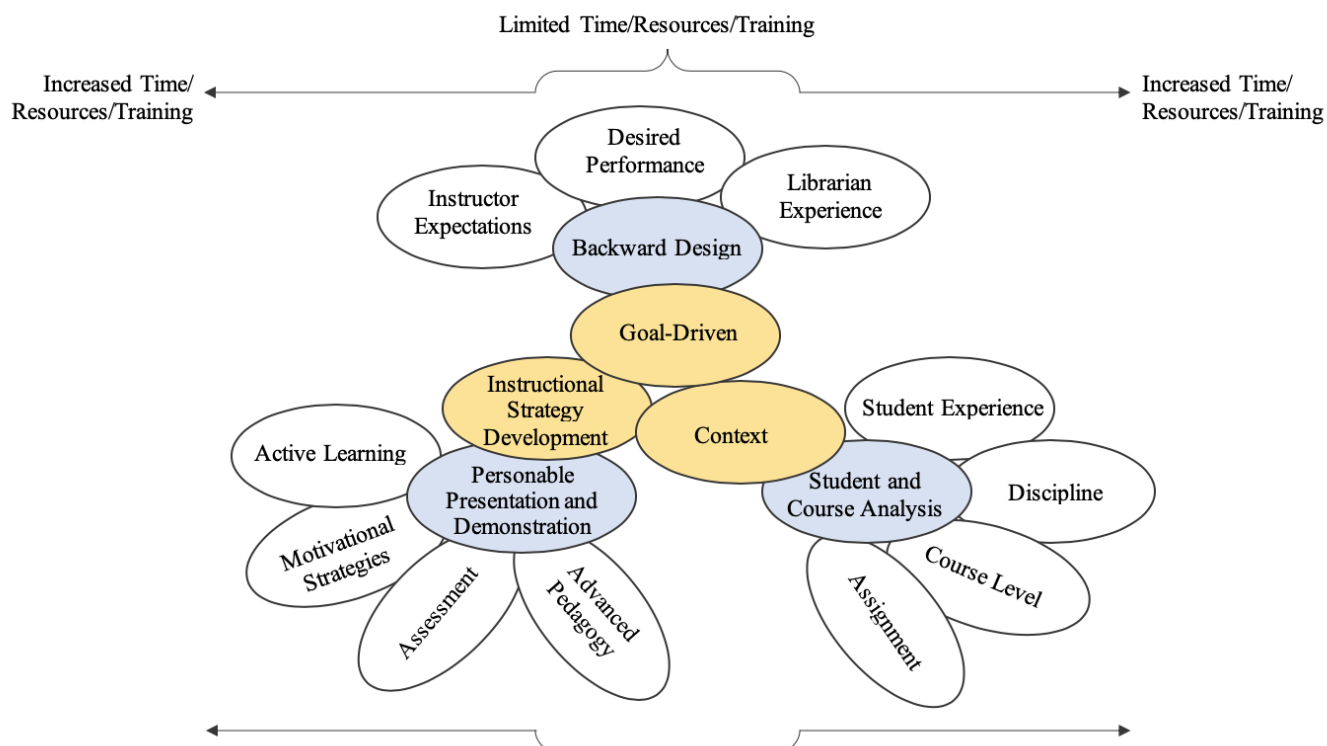 Limited Time/Resources/Training
Increased Time/
Resources/Training
Increased Time/
Resources/Training
Desired
Performance
Librarian
Experience
Instructor
Expectations
Backward Design
Goal-Driven
Instructional
Strategy
Development
Context
Student Experience
Active Learning
Personable
Presentation and
Demonstration
Student and
Course Analysis
Discipline
Motivational
Strategies
Assessment
Advanced
Pedagogy
Assignment
Course Level